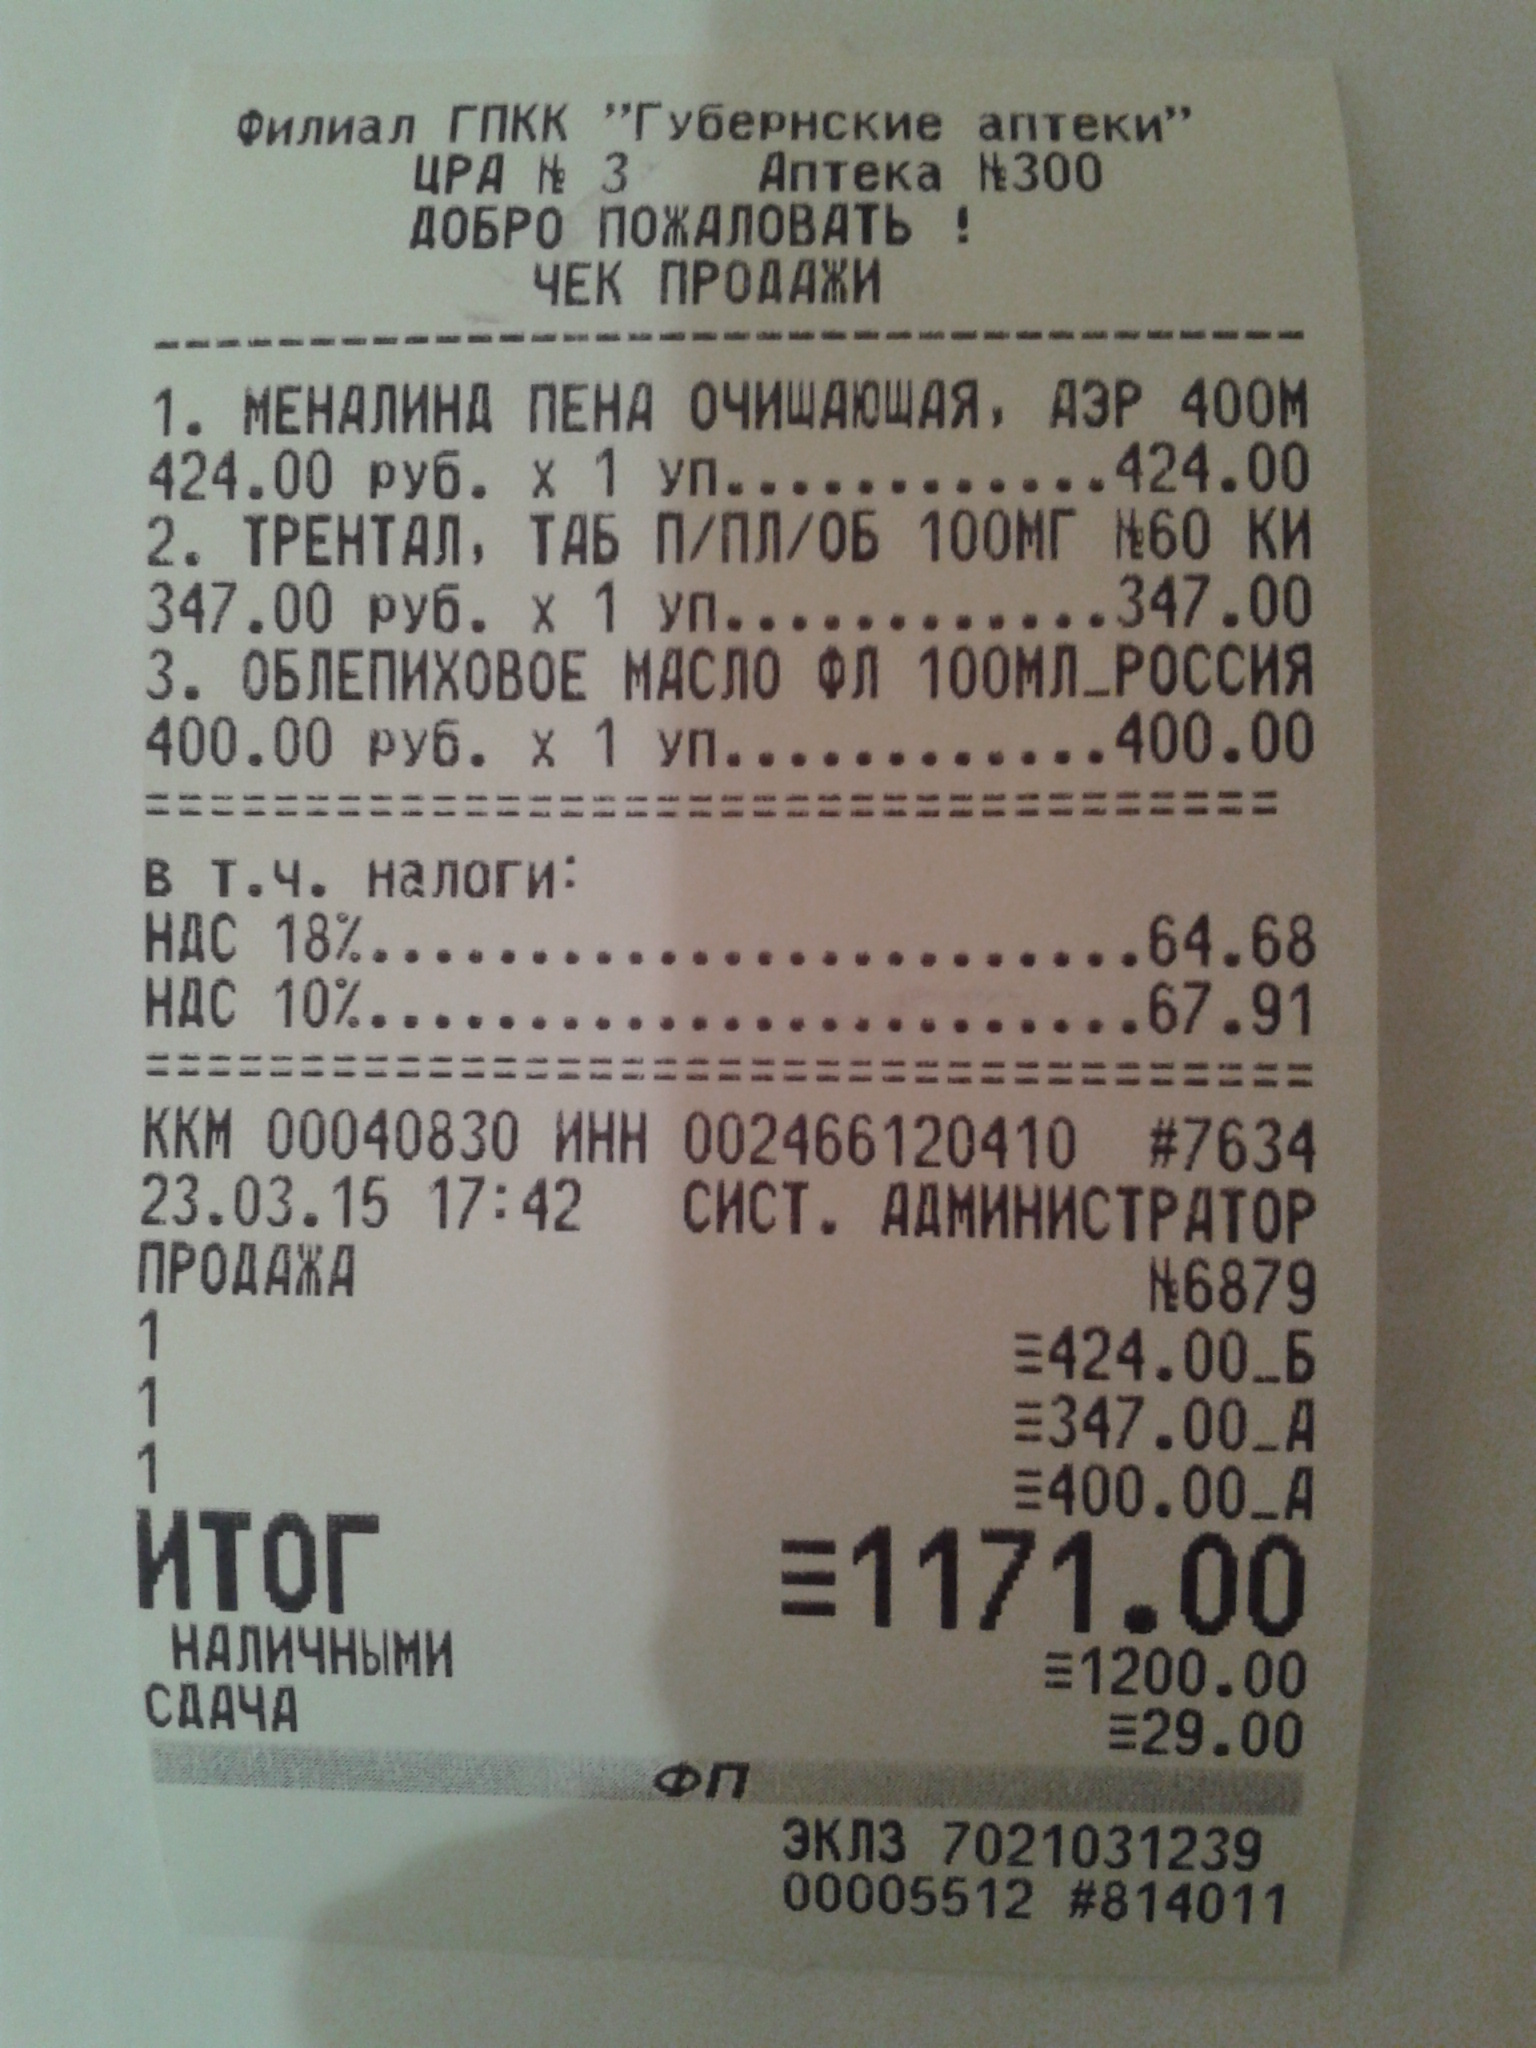 Филиал ГПКК "Губернские аптеки"
ЦРА № 3 Аптека №300
ДОБРО ПОЖАЛОВАТЬ !
ЧЕК ПРОДАЖИ
------------------------------------
1. МЕНАЛИНД ПЕНА ОЧИЩАЮЩАЯ, АЭР 400М
424.00 руб. х 1 уп............424.00
2. ТРЕНТАЛ, ТАБ П/ПЛ/ОБ 100МГ №60 КИ
347.00 руб. х 1 уп............347.00
3. ОБЛЕПИХОВОЕ МАСЛО ФЛ 100МЛ_РОССИЯ
400.00 руб. х 1 уп............400.00
===================================
в т.ч. налоги:
НДС 18%........................64.68
НДС 10%........................67.91
====================================
ККМ 00040830 ИНН 002466120410 #7634
23.03.15 17:42 СИСТ. АДМИНИСТРАТОР
ПРОДАЖА №6879
1 ≡424.00_Б
1 ≡347.00_А
1 ≡400.00_А
ИТОГ ≡1171.00
НАЛИЧНЫМИ ≡1200.00
СДАЧА ≡29.00
ФП
ЭКЛЗ 7021031239
00005512 #814011